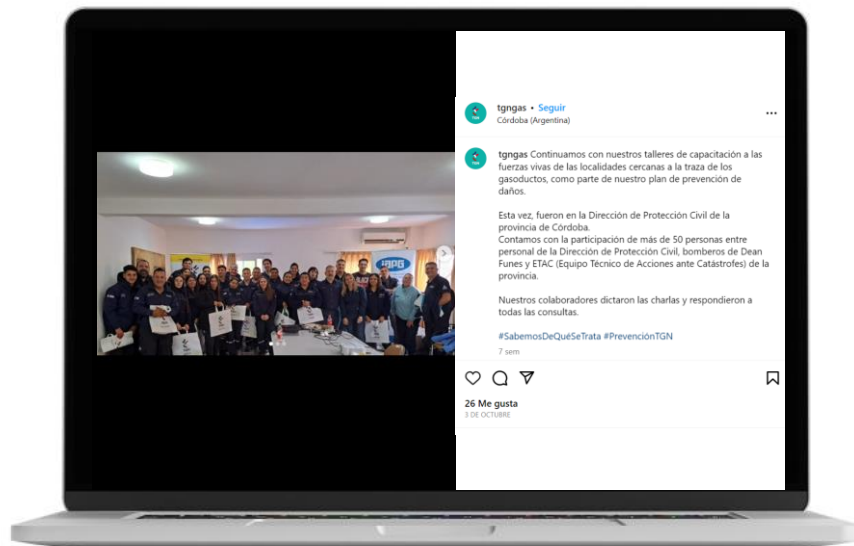 tgngas • Seguir
Córdoba (Argentina)
tgngas Continuamos con nuestros talleres de capacitación a las
fuerzas vivas de las localidades cercanas a la traza de los
gasoductos, como parte de nuestro plan de prevención de
daños.
Esta vez, fueron en la Dirección de Protección Civil de la
provincia de Córdoba.
Contamos con la participación de más de 50 personas entre
personal de la Dirección de Protección Civil, bomberos de Dean
Funes y ETAC (Equipo Técnico de Acciones ante Catástrofes) de la
provincia.
Nuestros colaboradores dictaron las charlas y respondieron a
todas las consultas.
#SabemosDeQuéSeTrata #PrevenciónTGN
7 sem
26 Me gusta
3 DE OCTUBRE
IAPG